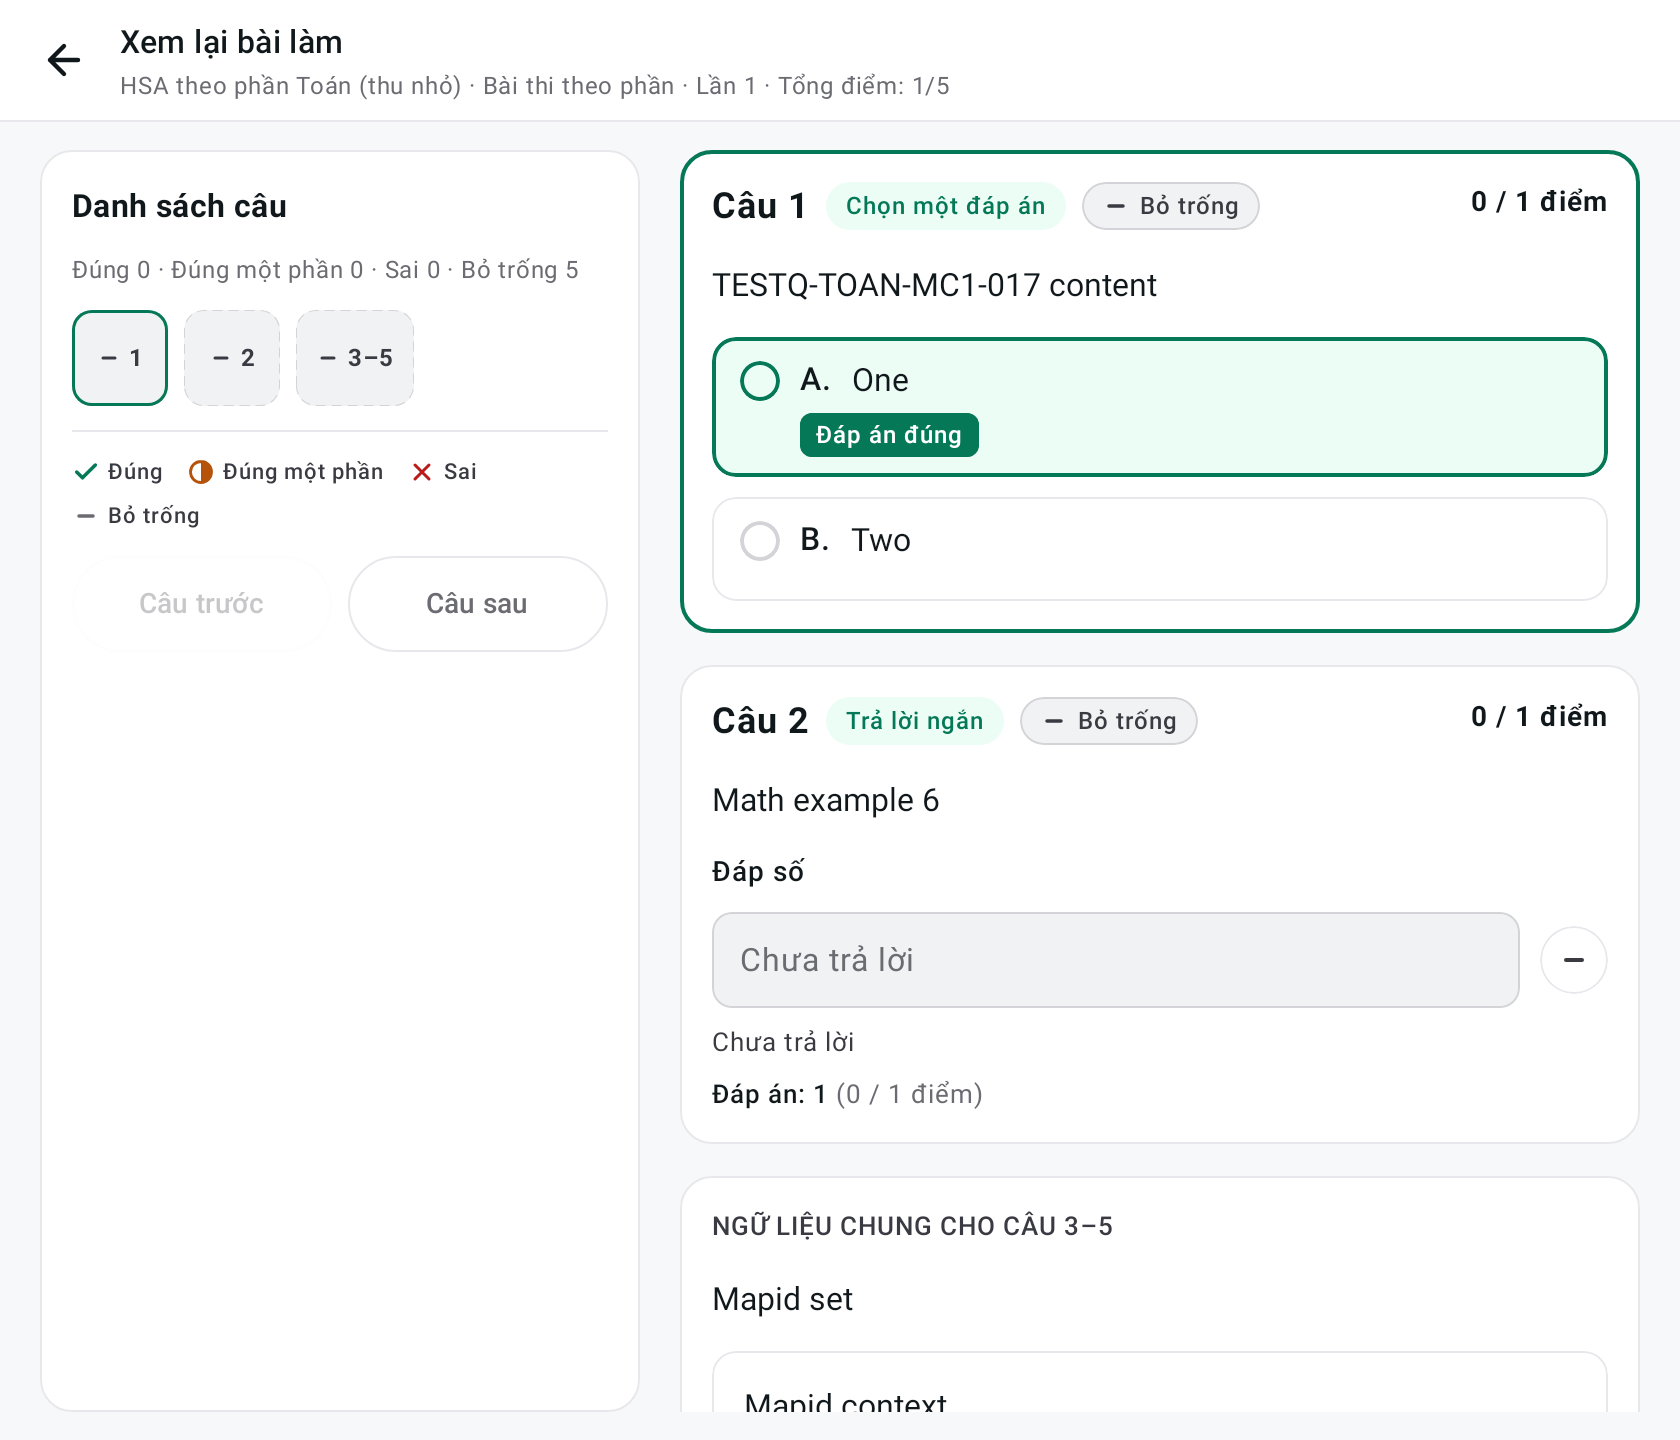 Xem lại bài làm
HSA theo phần Toán (thu nhỏ) · Bài thi theo phần · Lần 1 · Tổng điểm: 1/5
Danh sách câu
Đúng 0 · Đúng một phần 0 · Sai 0 · Bỏ trống 5
– 1
– 2
– 3–5
Đúng
Đúng một phần
Sai
– Bỏ trống
Câu trước
Câu sau
Câu 1
Chọn một đáp án
– Bỏ trống
0 / 1 điểm
TESTQ-TOAN-MC1-017 content
A. One
Đáp án đúng
B. Two
Câu 2
Trả lời ngắn
– Bỏ trống
0 / 1 điểm
Math example 6
Đáp số
Chưa trả lời
–
Chưa trả lời
Đáp án: 1 (0 / 1 điểm)
NGỮ LIỆU CHUNG CHO CÂU 3–5
Mapid set
Mapid context